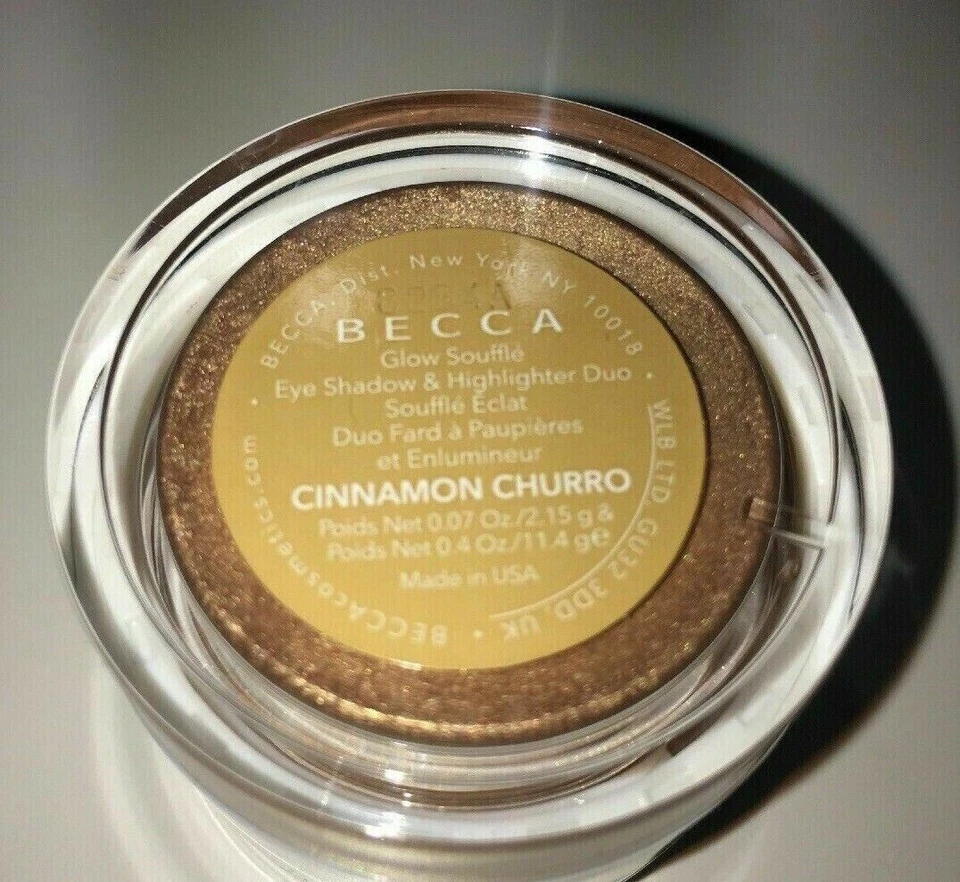 BECCA, Dist. New York NY 10018
BECCA
Glow Soufflé
Eye Shadow & Highlighter Duo
Soufflé Éclat
Duo Fard à Paupières
et Enlumineur
CINNAMON CHURRO
Poids Net 0.07 Oz./2.15 g &
Poids Net 0.4 Oz./11.4 ge
Made in USA
WLB LTD. GU32 3DD, UK
BECCAcosmetics.com